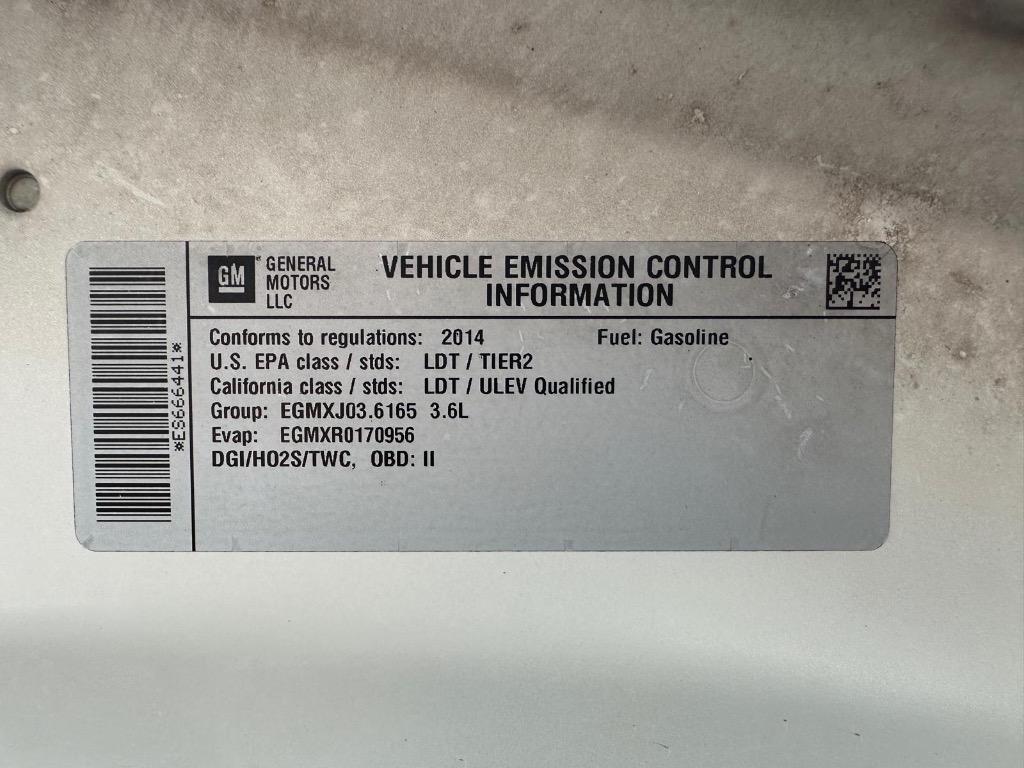 GM GENERAL
MOTORS
LLC
VEHICLE EMISSION CONTROL
INFORMATION
Conforms to regulations: 2014 Fuel: Gasoline
U.S. EPA class / stds: LDT / TIER2
California class / stds: LDT / ULEV Qualified
Group: EGMXJ03.6165 3.6L
Evap: EGMXR0170956
DGI/HO2S/TWC, OBD: II
*E8666441*